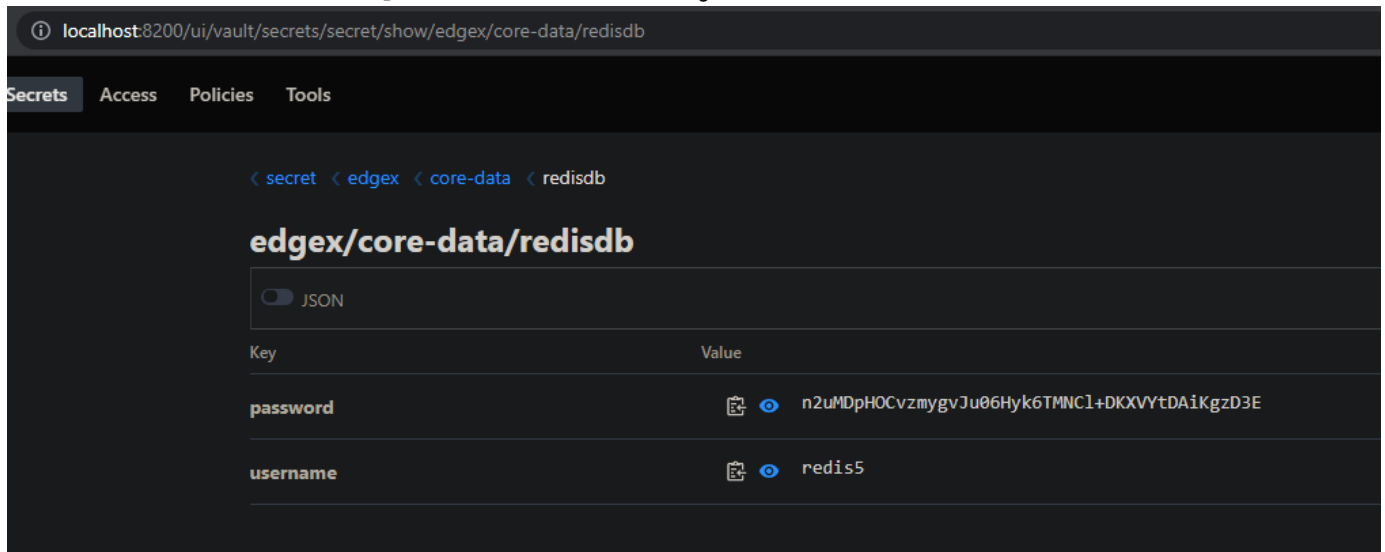 localhost:8200/ui/vault/secrets/secret/show/edgex/core-data/redisdb
Secrets Access Policies Tools
< secret < edgex < core-data < redisdb
edgex/core-data/redisdb
JSON
Key Value
password n2uMDpHOCvzmygvJu06Hyk6TMNCl+DKXVYtDAiKgzD3E
username redis5